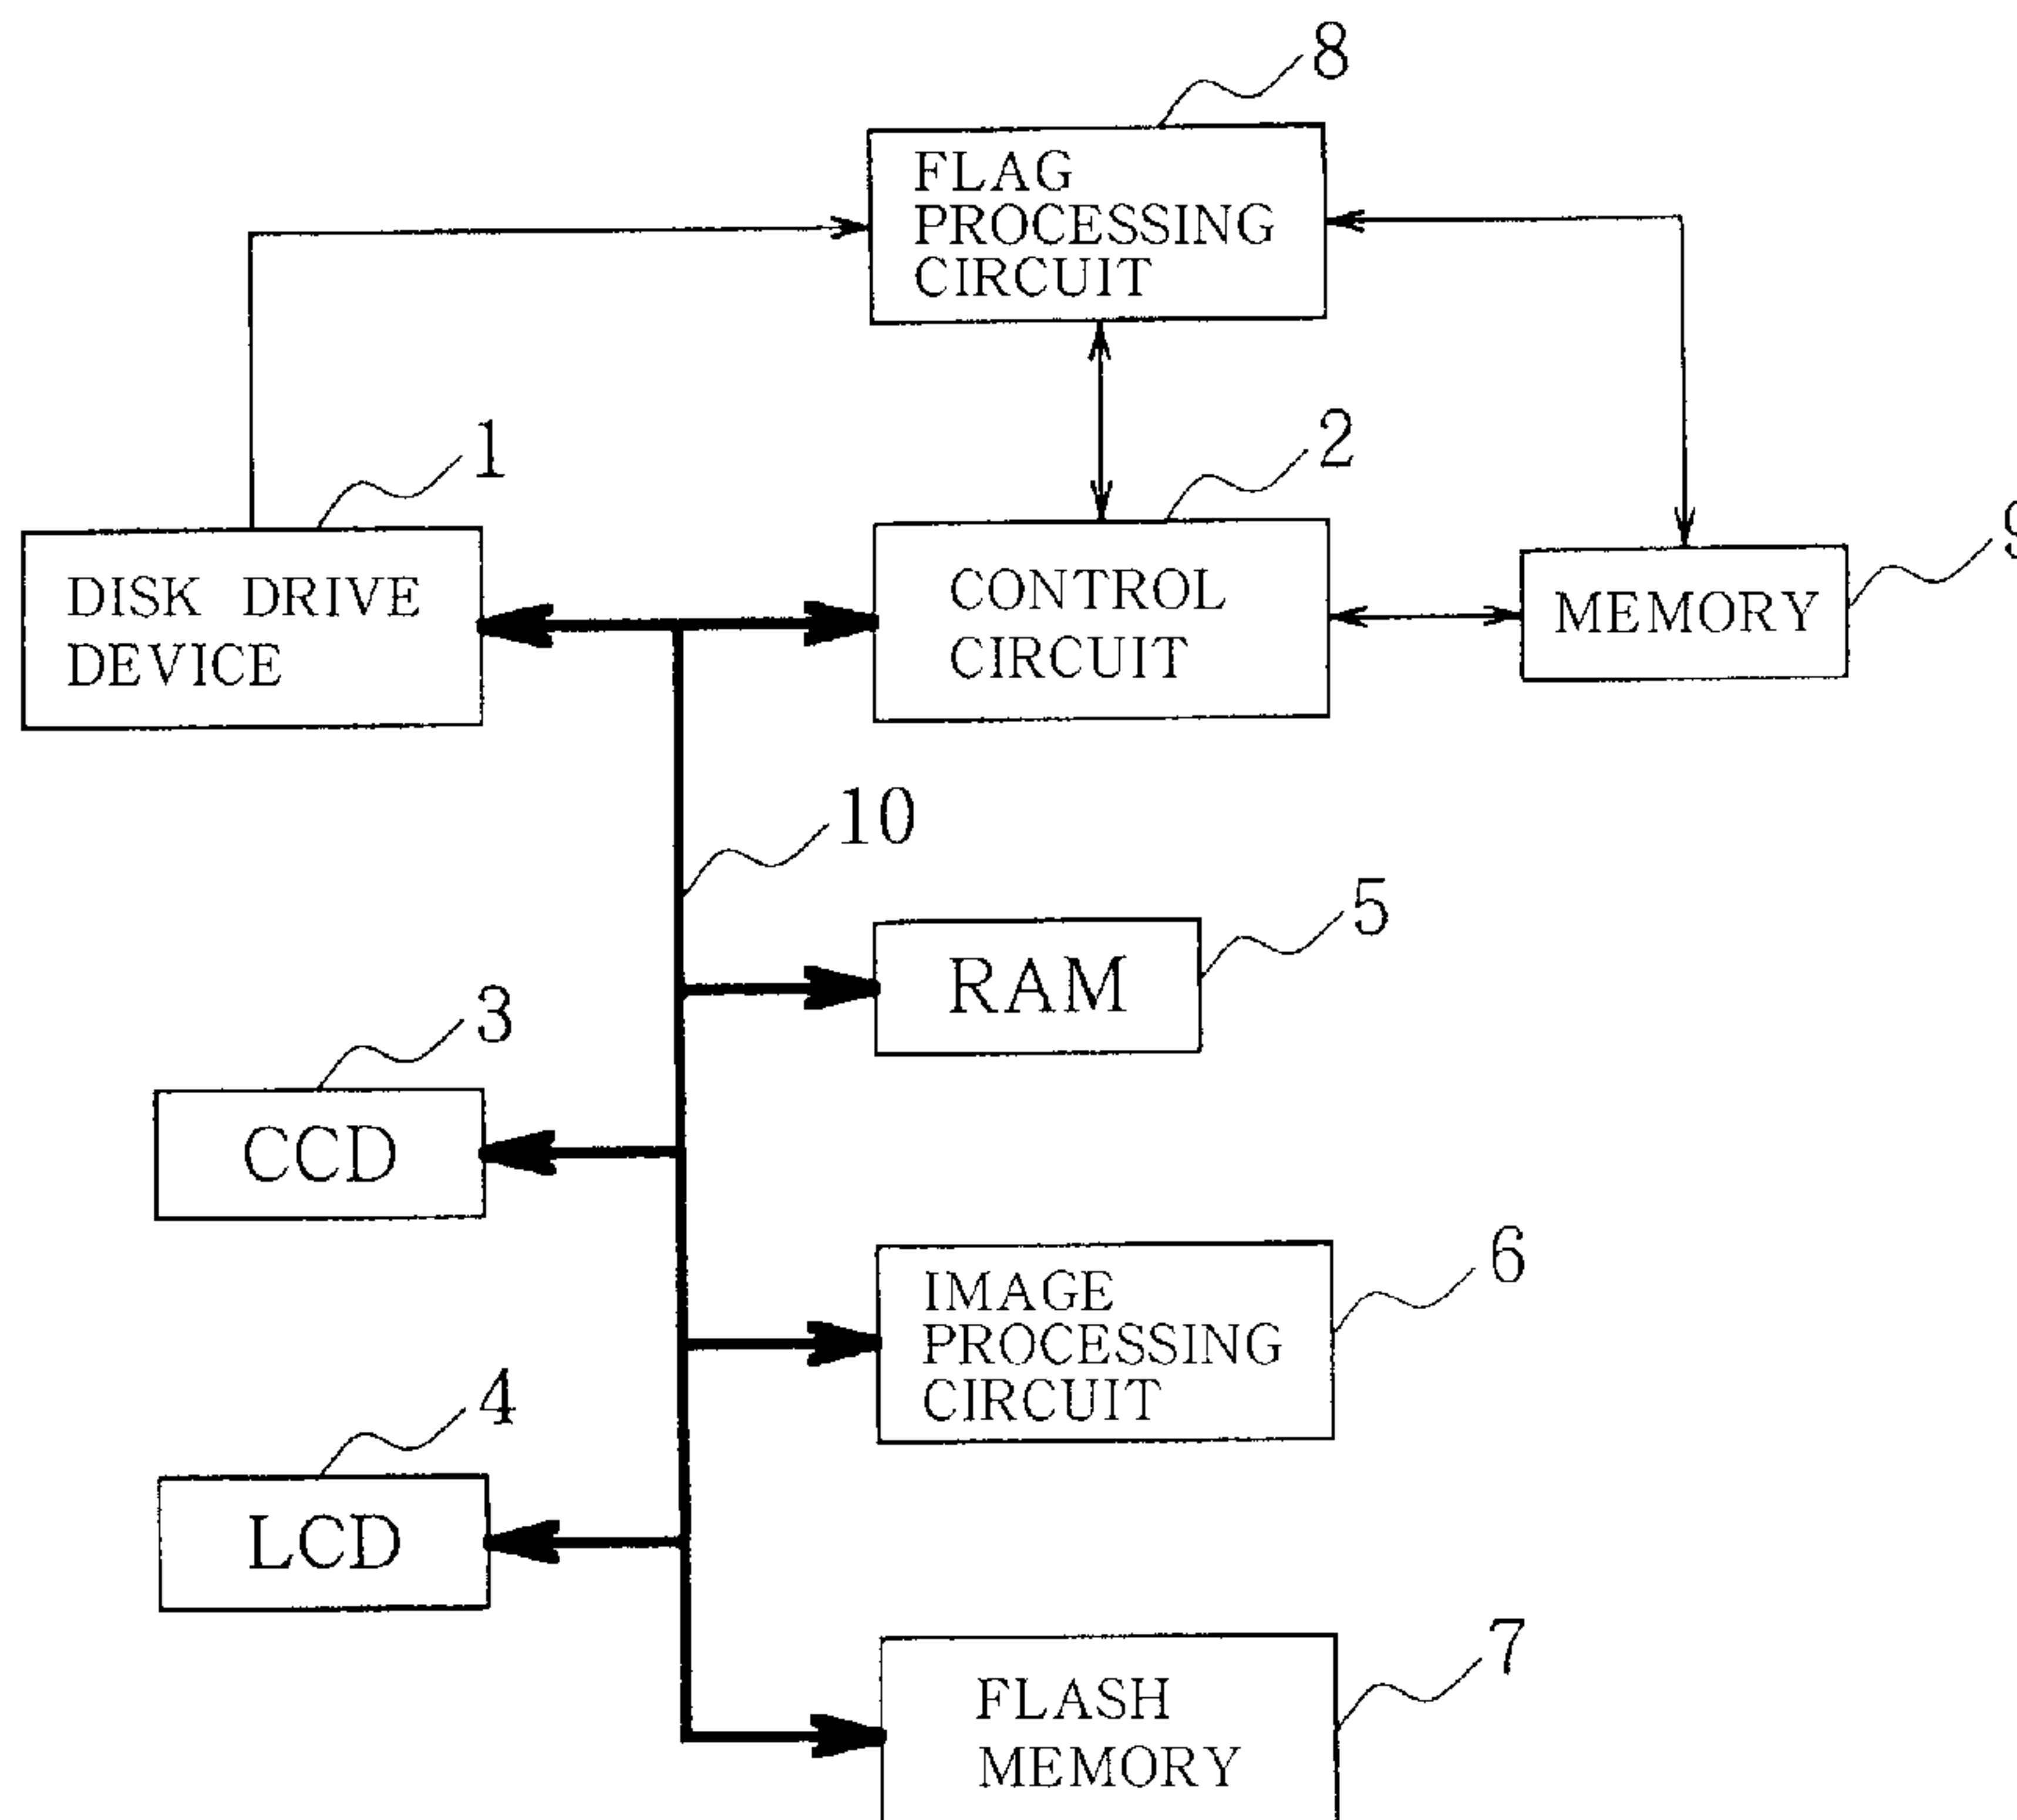 8
FLAG
PROCESSING
CIRCUIT
1
2
9
DISK DRIVE
DEVICE
CONTROL
CIRCUIT
MEMORY
10
5
RAM
3
CCD
6
IMAGE
PROCESSING
CIRCUIT
4
LCD
7
FLASH
MEMORY